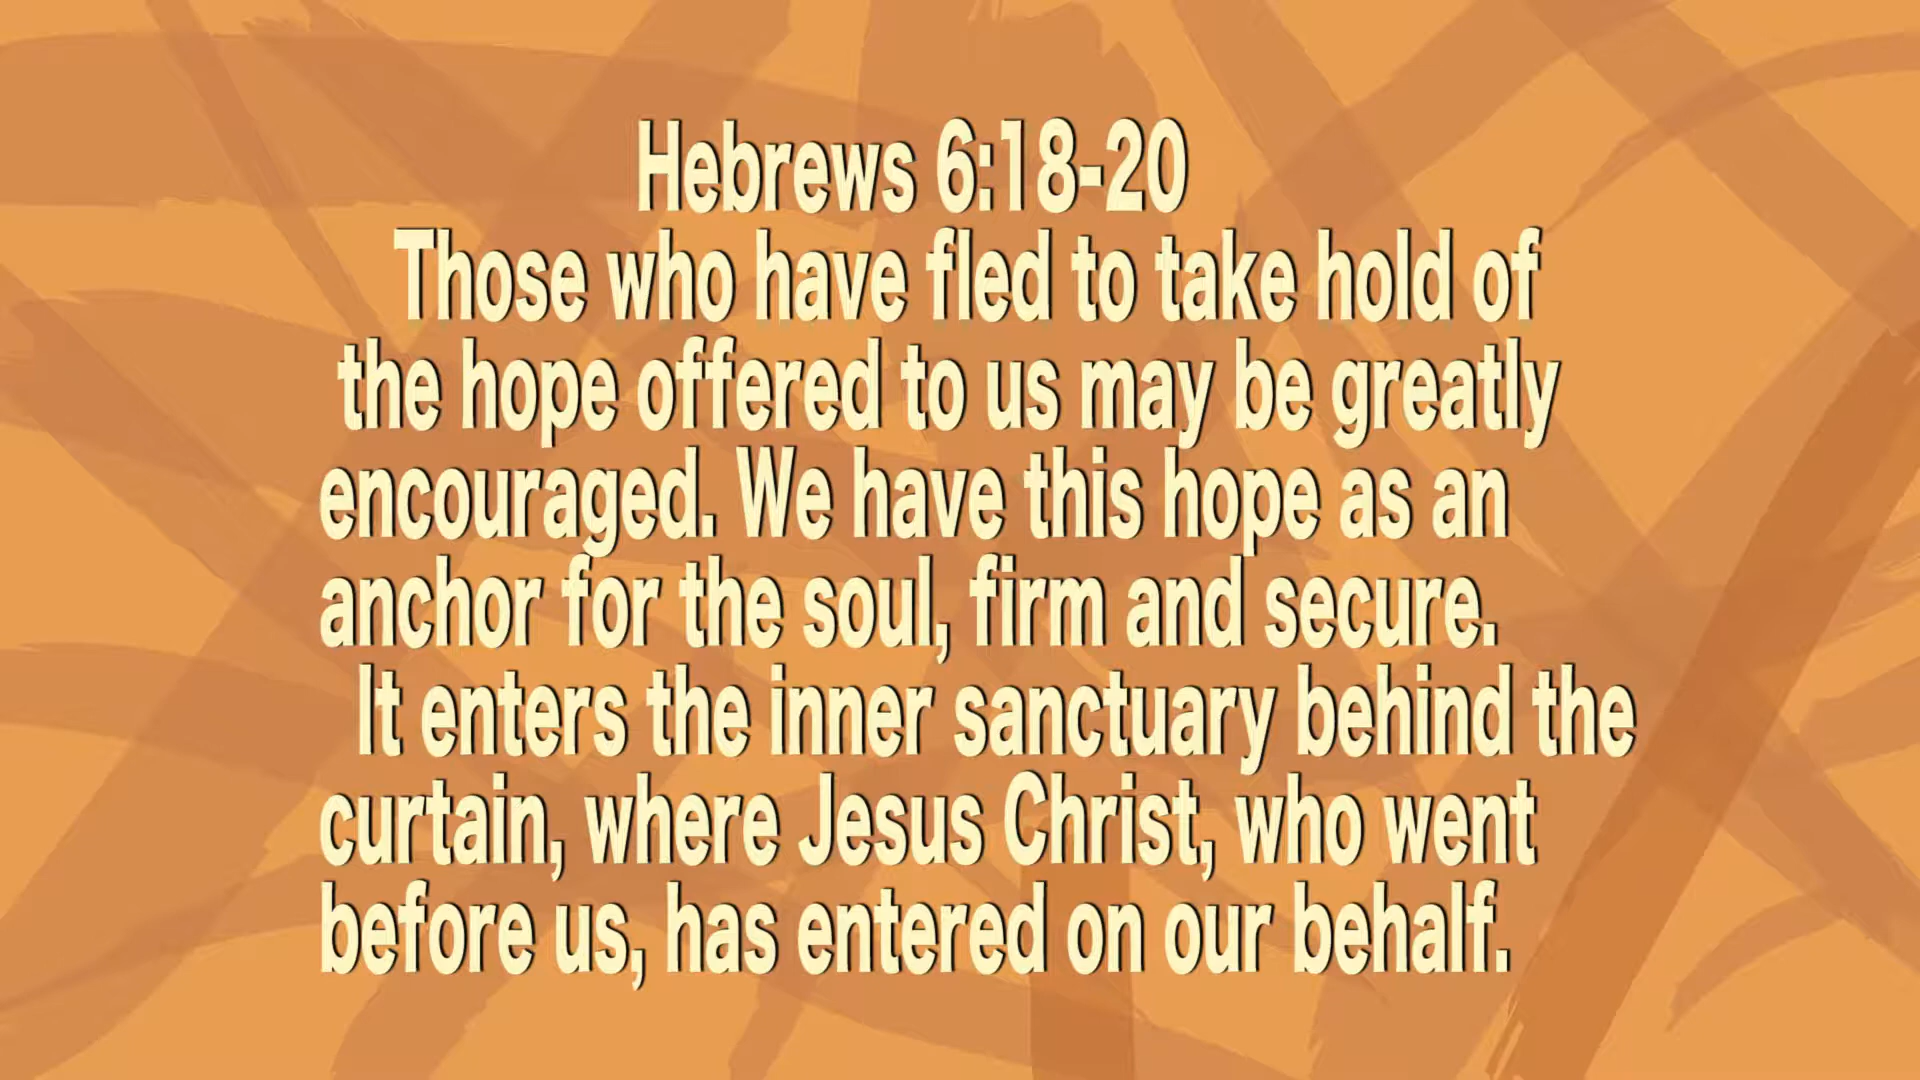 Hebrews 6:18-20
Those who have fled to take hold of
the hope offered to us may be greatly
encouraged. We have this hope as an
anchor for the soul, firm and secure.
It enters the inner sanctuary behind the
curtain, where Jesus Christ, who went
before us, has entered on our behalf.